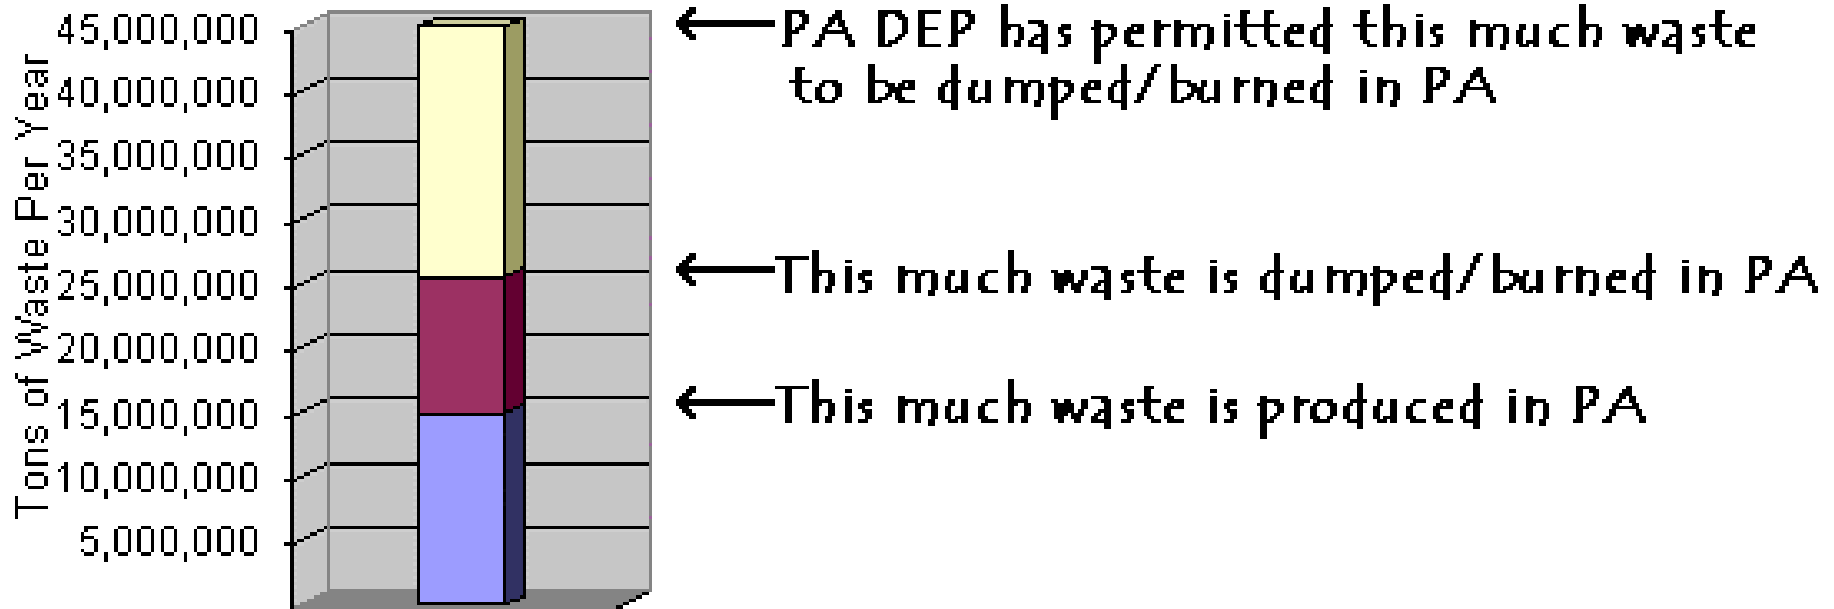 45,000,000
40,000,000
35,000,000
30,000,000
25,000,000
20,000,000
15,000,000
10,000,000
5,000,000
Tons of Waste Per Year
PA DEP has permitted this much waste
to be dumped/burned in PA
This much waste is dumped/burned in PA
This much waste is produced in PA